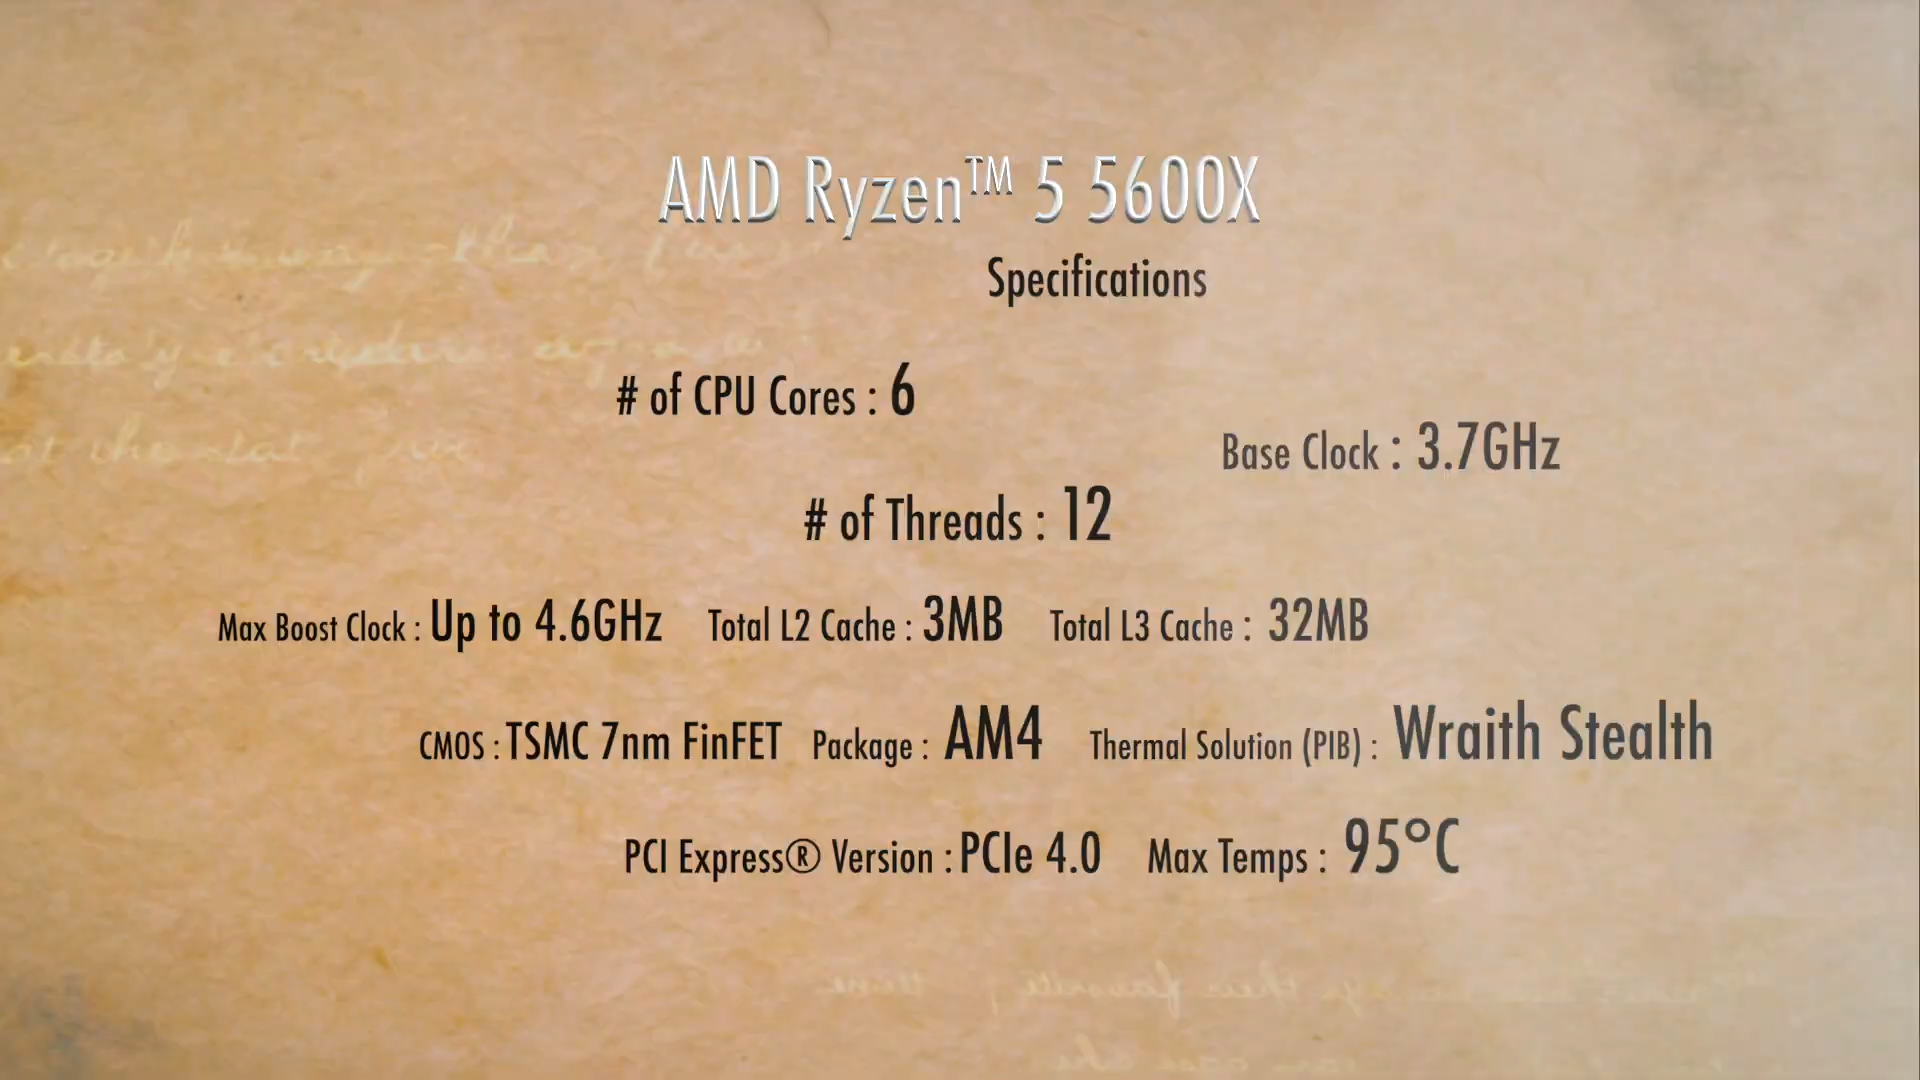 AMD Ryzen™ 5 5600X
Specifications
# of CPU Cores : 6
Base Clock : 3.7GHz
# of Threads : 12
Max Boost Clock : Up to 4.6GHz Total L2 Cache : 3MB Total L3 Cache : 32MB
CMOS : TSMC 7nm FinFET Package : AM4 Thermal Solution (PIB) : Wraith Stealth
PCI Express® Version : PCIe 4.0 Max Temps : 95°C